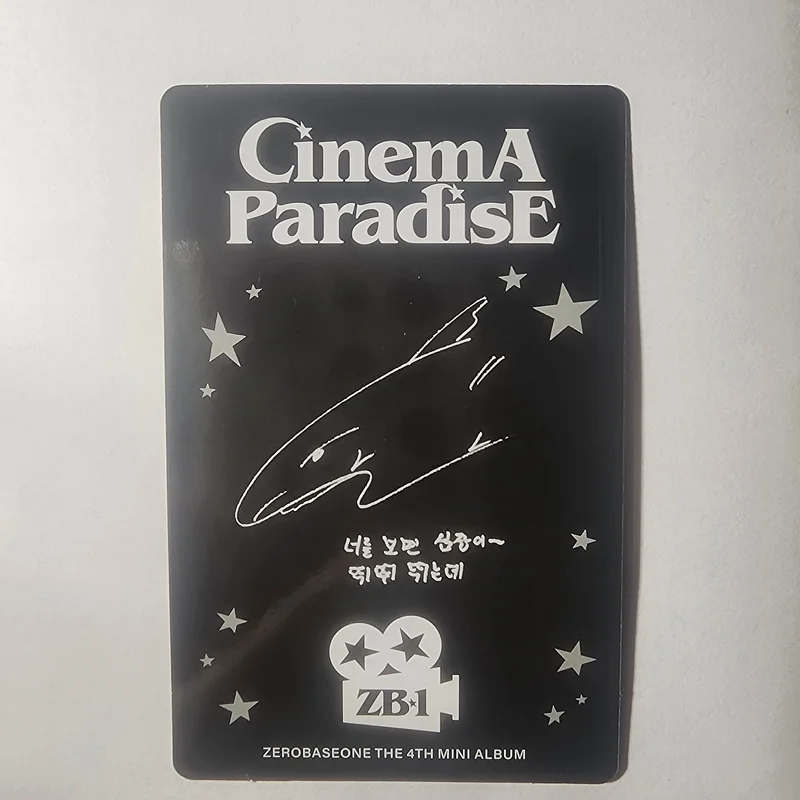 CinemA
ParadisE
너를 보면 심장이~
뛰뛰 뛰는데
ZB1
ZEROBASEONE THE 4TH MINI ALBUM